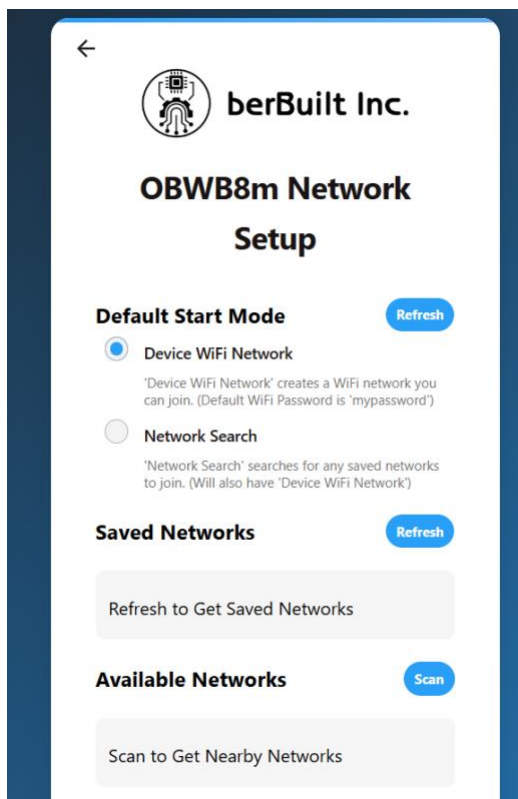 berBuilt Inc.
OBWB8m Network
Setup
Default Start Mode
Refresh
Device WiFi Network
'Device WiFi Network' creates a WiFi network you
can join. (Default WiFi Password is 'mypassword')
Network Search
'Network Search' searches for any saved networks
to join. (Will also have 'Device WiFi Network')
Saved Networks
Refresh
Refresh to Get Saved Networks
Available Networks
Scan
Scan to Get Nearby Networks